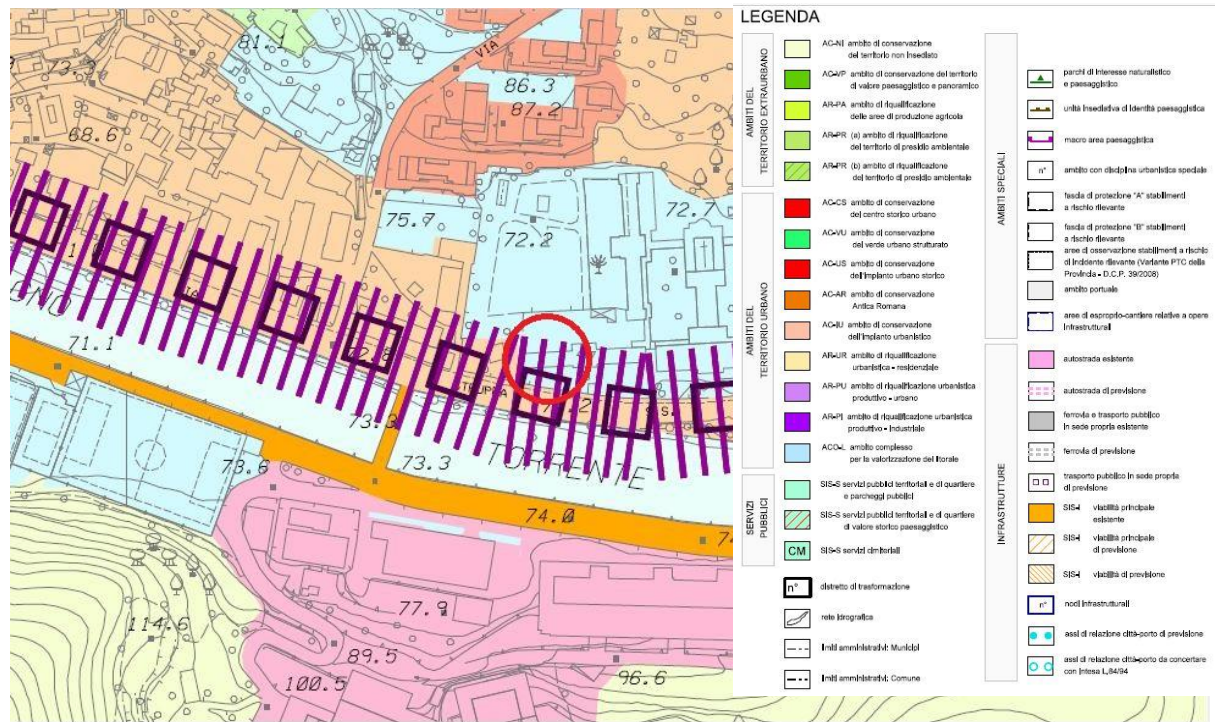 LEGENDA
AMBITI DEL
TERRITORIO EXTRAURBANO
AC-NI ambito di conservazione
del territorio non insediato
AC-VP ambito di conservazione del territorio
di valore paesaggistico e panoramico
AR-PA ambito di riqualificazione
delle aree di produzione agricola
AR-PR (a) ambito di riqualificazione
del territorio di presidio ambientale
AR-PR (b) ambito di riqualificazione
del territorio di presidio ambientale
AMBITI DEL
TERRITORIO URBANO
AC-CS ambito di conservazione
del centro storico urbano
AC-VU ambito di conservazione
del verde urbano strutturato
AC-US ambito di conservazione
dell'impianto urbano storico
AC-AR ambito di conservazione
Antica Romana
AC-IU ambito di conservazione
dell'impianto urbanistico
AR-UR ambito di riqualificazione
urbanistica - residenziale
AR-PU ambito di riqualificazione urbanistica
produttivo - urbano
AR-PI ambito di riqualificazione urbanistica
produttivo - industriale
ACO-L ambito complesso
per la valorizzazione del litorale
SERVIZI
PUBBLICI
SIS-S servizi pubblici territoriali e di quartiere
e parcheggi pubblici
SIS-S servizi pubblici territoriali e di quartiere
di valore storico paesaggistico
CM
SIS-S servizi cimiteriali
n°
distretto di trasformazione
rete idrografica
limiti amministrativi: Municipi
limiti amministrativi: Comune
AMBITI SPECIALI
parchi di interesse naturalistico
e paesaggistico
unità insediativa di identità paesaggistica
macro area paesaggistica
n°
ambito con disciplina urbanistica speciale
fascia di protezione "A" stabilimenti
a rischio rilevante
fascia di protezione "B" stabilimenti
a rischio rilevante
aree di osservazione stabilimenti a rischio
di incidente rilevante (Variante PTC della
Provincia - D.C.P. 39/2008)
ambito portuale
aree di esproprio-cantiere relative a opere
infrastrutturali
INFRASTRUTTURE
autostrada esistente
autostrada di previsione
ferrovia e trasporto pubblico
in sede propria esistente
ferrovia di previsione
trasporto pubblico in sede propria
di previsione
SIS-I viabilità principale
esistente
SIS-I viabilità principale
di previsione
SIS-I viabilità di previsione
n°
nodi infrastrutturali
assi di relazione città-porto di previsione
assi di relazione città-porto da concertare
con intesa L.84/94
81.1
VIA
86.3
87.2
68.6
75.7
72.2
72.7
71.1
73.3
S.S.
73.6
73.3
TORRENTE
74.0
77.9
114.6
89.5
100.5
96.6